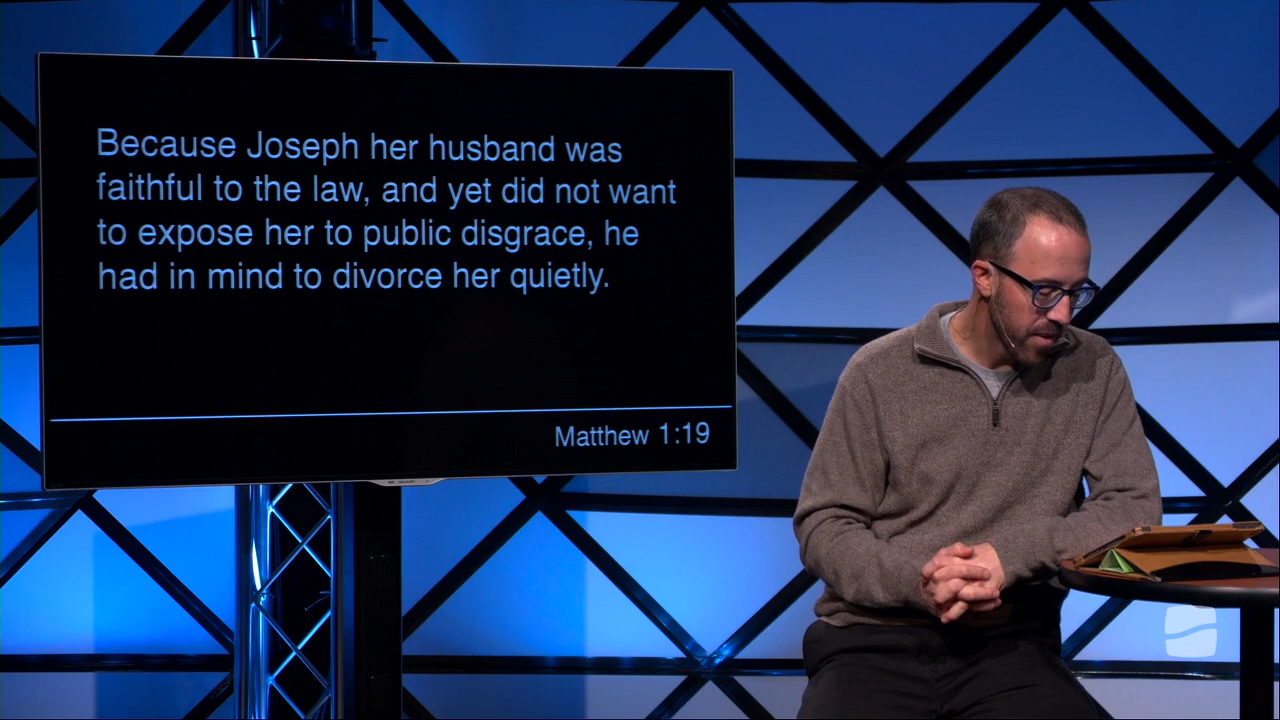 Because Joseph her husband was
faithful to the law, and yet did not want
to expose her to public disgrace, he
had in mind to divorce her quietly.
Matthew 1:19